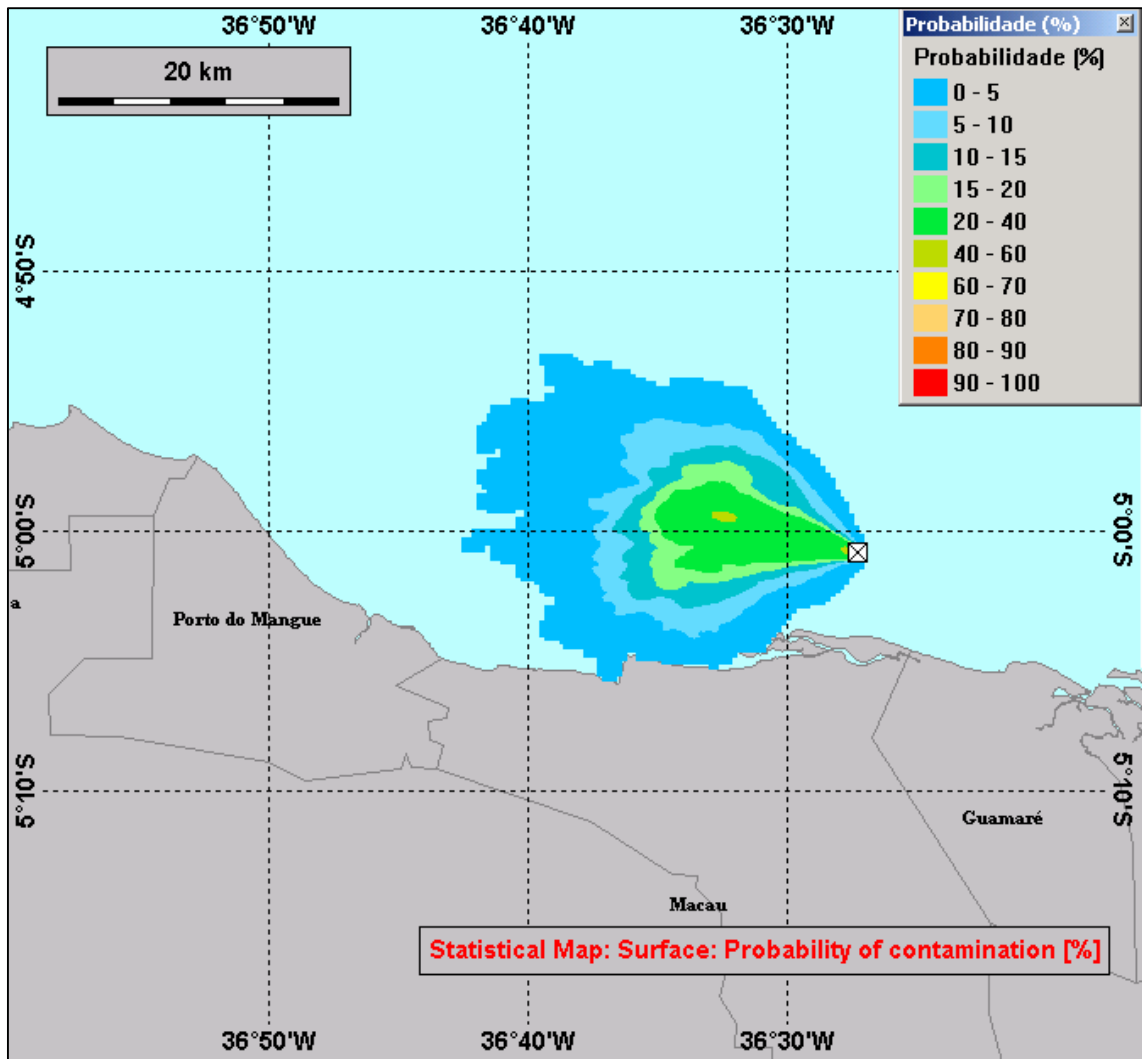 36°50'W
36°40'W
36°30'W
20 km
Probabilidade (%)
Probabilidade [%]
0 - 5
5 - 10
10 - 15
15 - 20
20 - 40
40 - 60
60 - 70
70 - 80
80 - 90
90 - 100
4°50'S
5°00'S
5°00'S
a
Porto do Mangue
5°10'S
5°10'S
Guamaré
Macau
Statistical Map: Surface: Probability of contamination [%]
36°50'W
36°40'W
36°30'W